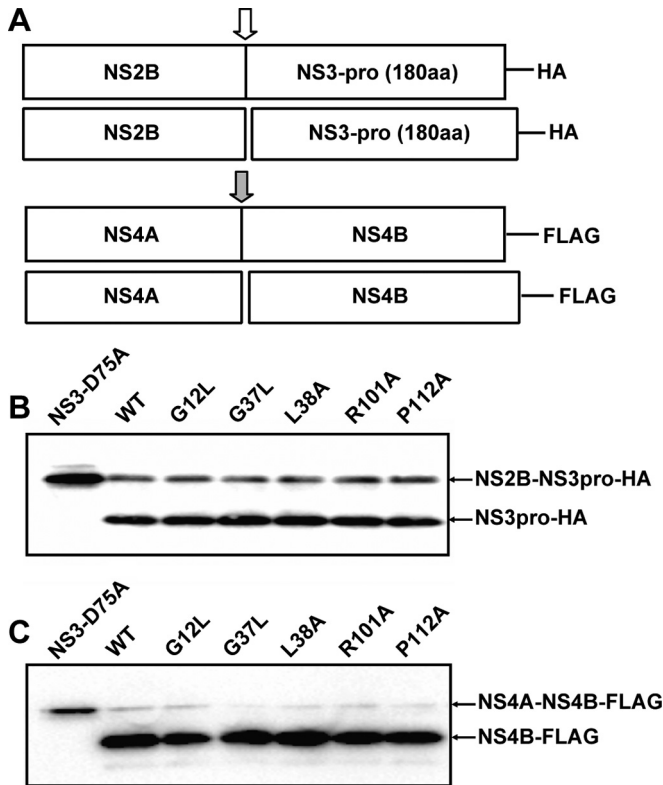 A
NS2B NS3-pro (180aa) HA
NS2B NS3-pro (180aa) HA
NS4A NS4B FLAG
NS4A NS4B FLAG
B
NS3-D75A WT G12L G37L L38A R101A P112A
NS2B-NS3pro-HA
NS3pro-HA
C
NS3-D75A WT G12L G37L L38A R101A P112A
NS4A-NS4B-FLAG
NS4B-FLAG